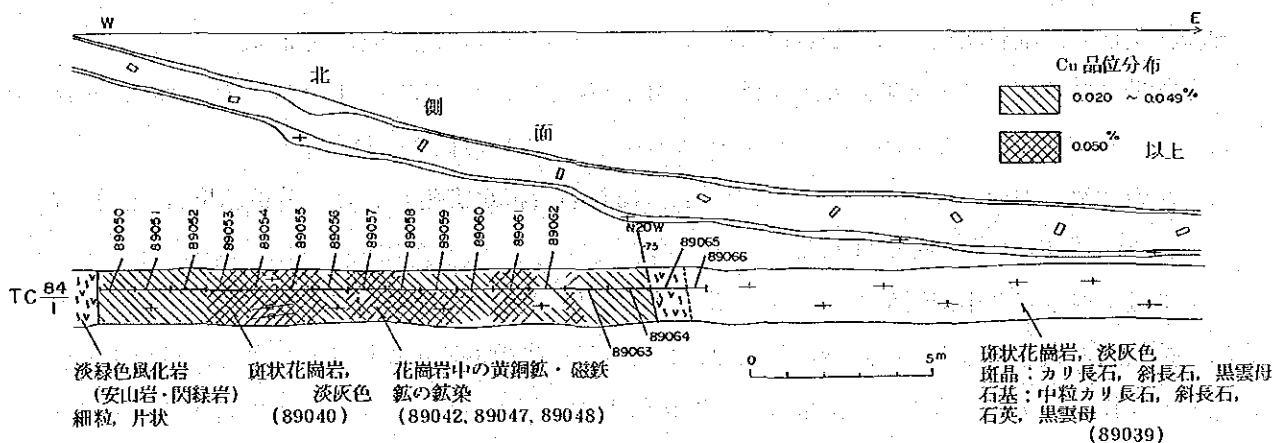 W
E
北側面
Cu 品位分布
0.020 ~ 0.049%
0.050% 以上
89050
89051
89052
89053
89054
89055
89056
89057
89058
89059
89060
89061
89062
N20W
75
89065
89066
TC 84/1
89063
89064
0
5m
淡緑色風化岩
(安山岩・閃緑岩)
細粒, 片状
斑状花崗岩,
淡灰色
(89040)
花崗岩中の黄銅鉱・磁鉄
鉱の鉱染
(89042, 89047, 89048)
斑状花崗岩, 淡灰色
斑晶：カリ長石, 斜長石, 黒雲母
石基：中粒カリ長石, 斜長石,
石英, 黒雲母
(89039)